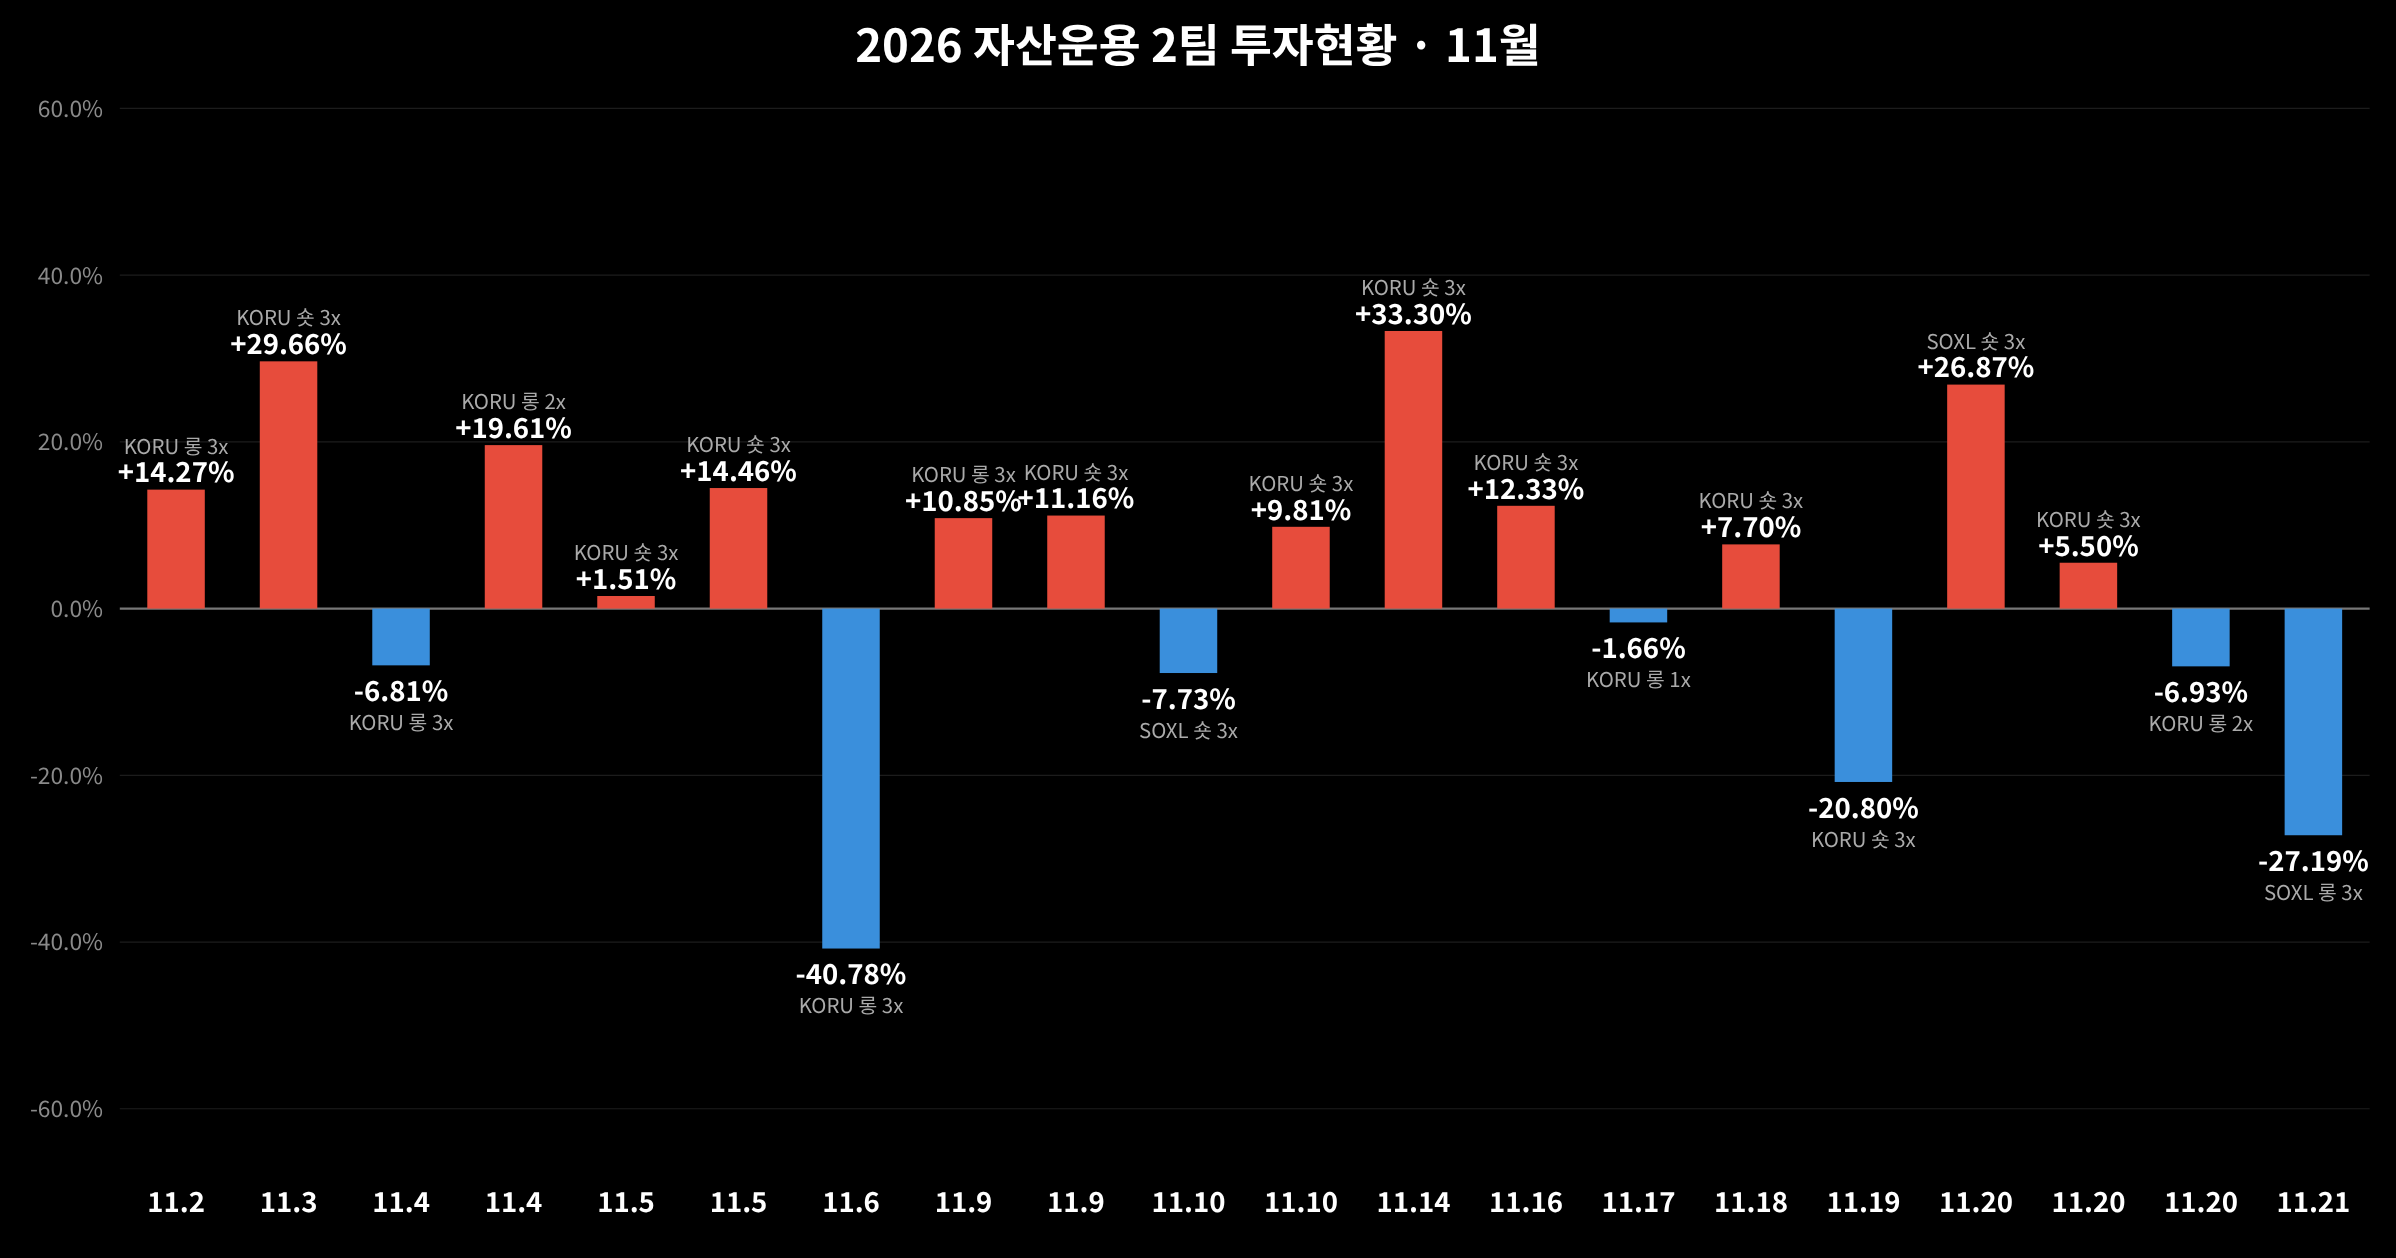 2026 자산운용 2팀 투자현황 · 11월
60.0%
40.0%
20.0%
0.0%
-20.0%
-40.0%
-60.0%
KORU 롱 3x
+14.27%
KORU 숏 3x
+29.66%
-6.81%
KORU 롱 3x
KORU 롱 2x
+19.61%
KORU 숏 3x
+1.51%
KORU 숏 3x
+14.46%
-40.78%
KORU 롱 3x
KORU 롱 3x
+10.85%
KORU 숏 3x
+11.16%
-7.73%
SOXL 숏 3x
KORU 숏 3x
+9.81%
KORU 숏 3x
+33.30%
KORU 숏 3x
+12.33%
-1.66%
KORU 롱 1x
KORU 숏 3x
+7.70%
-20.80%
KORU 숏 3x
SOXL 숏 3x
+26.87%
KORU 숏 3x
+5.50%
-6.93%
KORU 롱 2x
-27.19%
SOXL 롱 3x
11.2 11.3 11.4 11.4 11.5 11.5 11.6 11.9 11.9 11.10 11.10 11.14 11.16 11.17 11.18 11.19 11.20 11.20 11.20 11.21